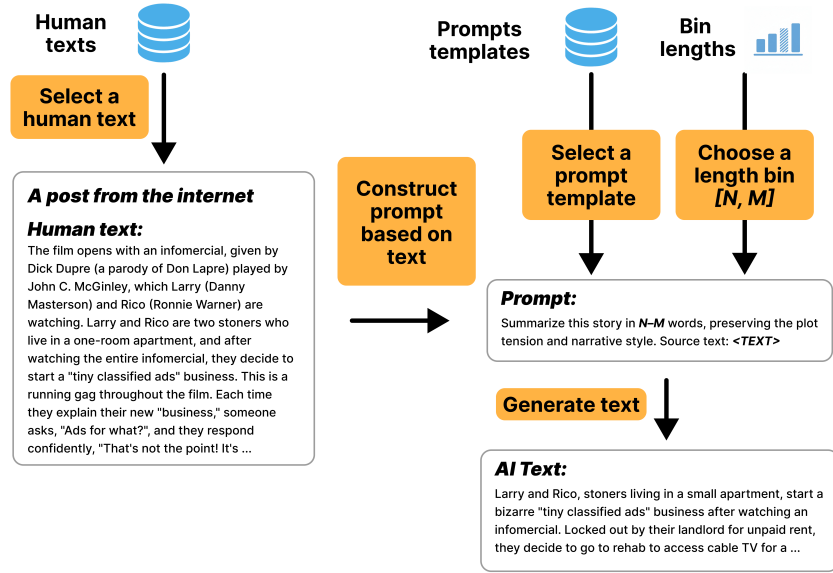 Human
texts
Prompts
templates
Bin
lengths
Select a
human text
Select a
prompt
template
Choose a
length bin
[N, M]
Construct
prompt
based on
text
A post from the internet
Human text:
The film opens with an infomercial, given by
Dick Dupre (a parody of Don Lapre) played by
John C. McGinley, which Larry (Danny
Masterson) and Rico (Ronnie Warner) are
watching. Larry and Rico are two stoners who
live in a one-room apartment, and after
watching the entire infomercial, they decide to
start a "tiny classified ads" business. This is a
running gag throughout the film. Each time
they explain their new "business," someone
asks, "Ads for what?", and they respond
confidently, "That's not the point! It's ...
Prompt:
Summarize this story in N–M words, preserving the plot
tension and narrative style. Source text: <TEXT>
Generate text
AI Text:
Larry and Rico, stoners living in a small apartment, start a
bizarre "tiny classified ads" business after watching an
infomercial. Locked out by their landlord for unpaid rent,
they decide to go to rehab to access cable TV for a ...